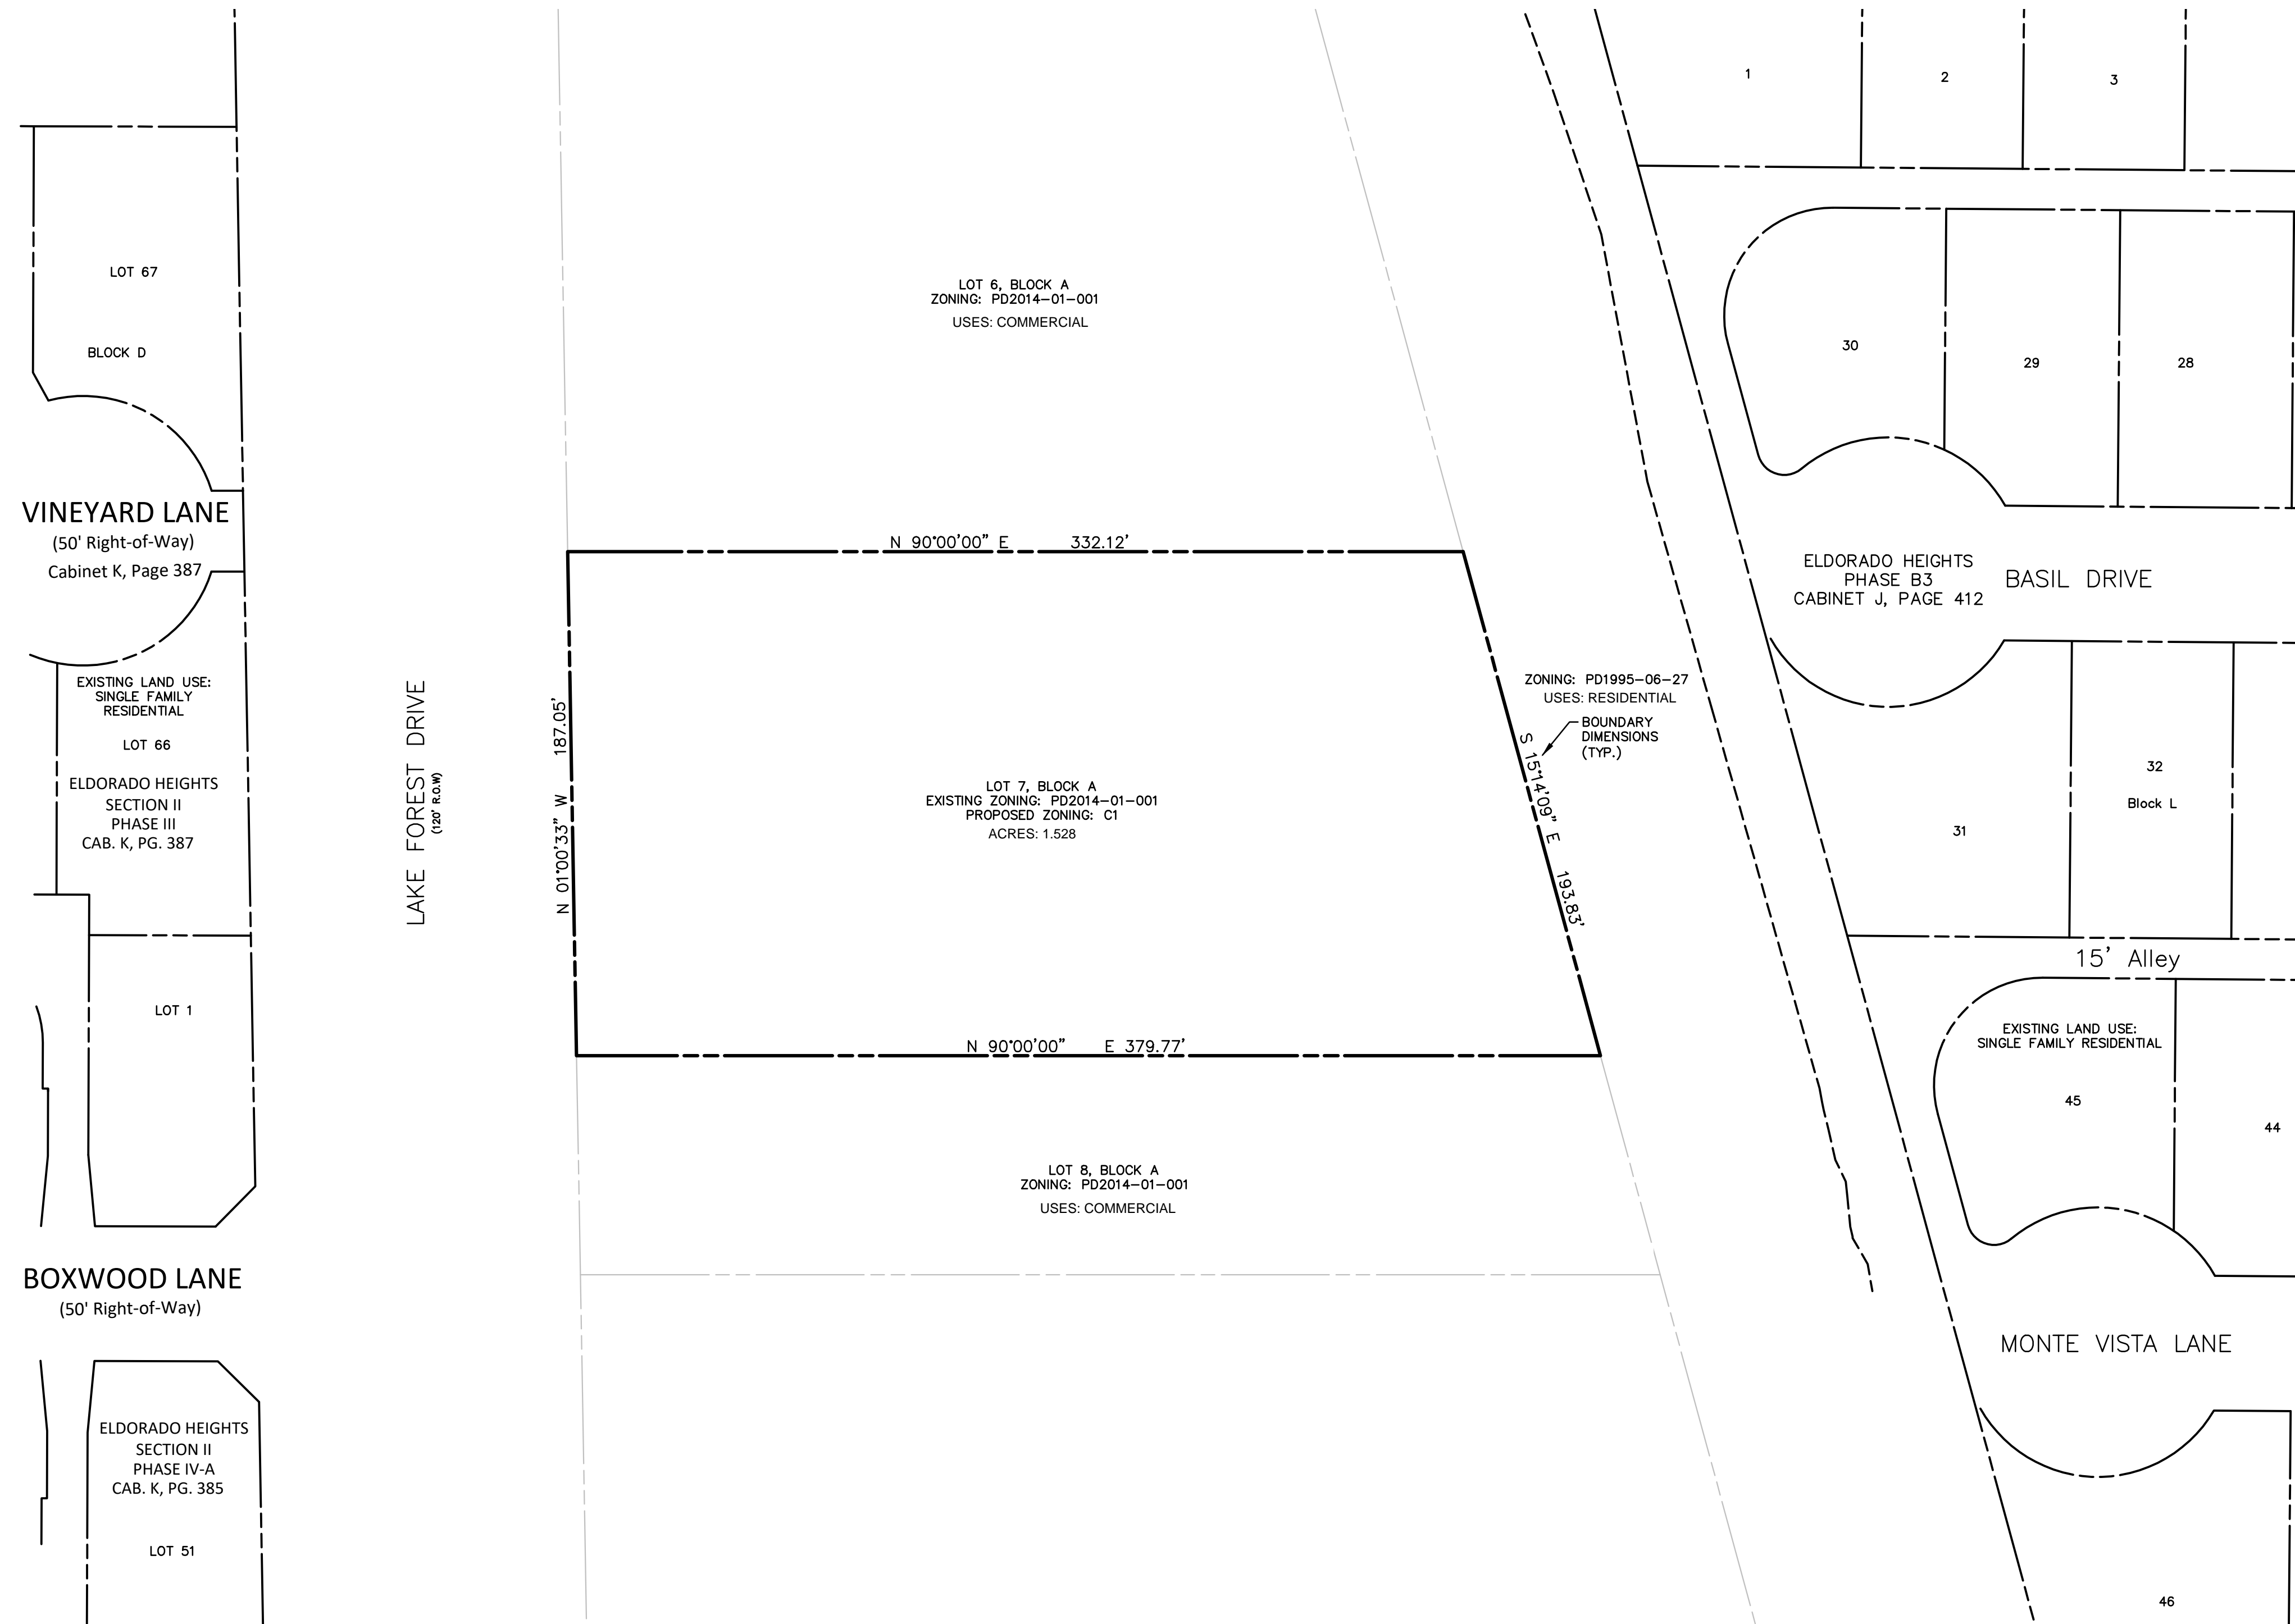 1
2
3
LOT 67
BLOCK D
LOT 6, BLOCK A
ZONING: PD2014-01-001
USES: COMMERCIAL
30
29
28
VINEYARD LANE
(50' Right-of-Way)
Cabinet K, Page 387
N 90°00'00" E 332.12'
ELDORADO HEIGHTS
PHASE B3
CABINET J, PAGE 412
BASIL DRIVE
EXISTING LAND USE:
SINGLE FAMILY
RESIDENTIAL
LOT 66
ELDORADO HEIGHTS
SECTION II
PHASE III
CAB. K, PG. 387
LAKE FOREST DRIVE
(120' R.O.W)
N 01°00'33" W 187.05'
LOT 7, BLOCK A
EXISTING ZONING: PD2014-01-001
PROPOSED ZONING: C1
ACRES: 1.528
S 15°14'09" E 193.83'
ZONING: PD1995-06-27
USES: RESIDENTIAL
BOUNDARY
DIMENSIONS
(TYP.)
32
Block L
31
15' Alley
LOT 1
N 90°00'00" E 379.77'
EXISTING LAND USE:
SINGLE FAMILY RESIDENTIAL
45
44
LOT 8, BLOCK A
ZONING: PD2014-01-001
USES: COMMERCIAL
BOXWOOD LANE
(50' Right-of-Way)
MONTE VISTA LANE
ELDORADO HEIGHTS
SECTION II
PHASE IV-A
CAB. K, PG. 385
LOT 51
46